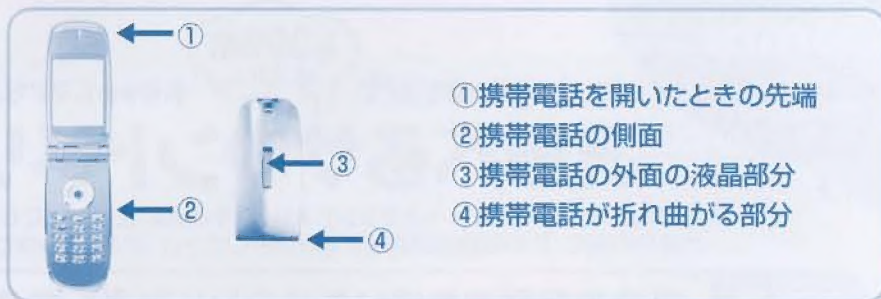 ①
②
③
④
①携帯電話を開いたときの先端
②携帯電話の側面
③携帯電話の外面の液晶部分
④携帯電話が折れ曲がる部分